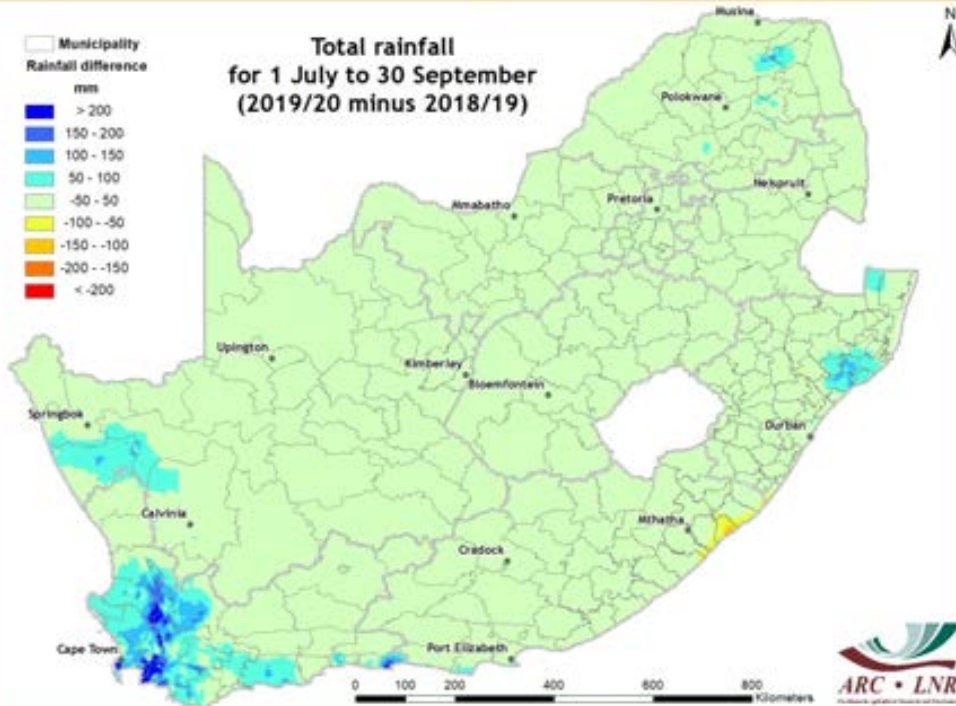 Total rainfall
for 1 July to 30 September
(2019/20 minus 2018/19)
N
Municipality
Rainfall difference
mm
> 200
150 - 200
100 - 150
50 - 100
-50 - 50
-100 - -50
-150 - -100
-200 - -150
< -200
Musina
Polokwane
Nelspruit
Pretoria
Mmabatho
Upington
Kimberley
Bloemfontein
Springbok
Durban
Calvinia
Mthatha
Cradock
Cape Town
Port Elizabeth
0 100 200 400 600 800
Kilometers
ARC • LNR